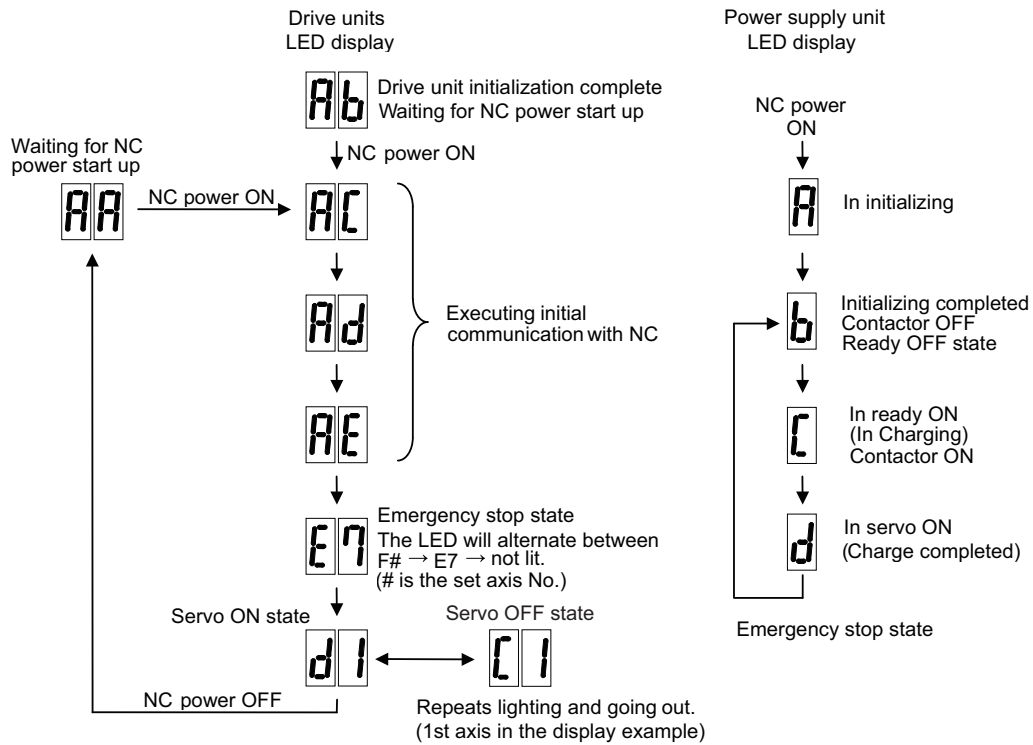 Drive units
LED display
Ab
Drive unit initialization complete
Waiting for NC power start up
NC power ON
Waiting for NC
power start up
AA
NC power ON
AC
Ad
Executing initial
communication with NC
AE
E7
Emergency stop state
The LED will alternate between
F# → E7 → not lit.
(# is the set axis No.)
Servo ON state
Servo OFF state
d1
C1
NC power OFF
Repeats lighting and going out.
(1st axis in the display example)
Power supply unit
LED display
NC power
ON
A
In initializing
b
Initializing completed
Contactor OFF
Ready OFF state
C
In ready ON
(In Charging)
Contactor ON
d
In servo ON
(Charge completed)
Emergency stop state